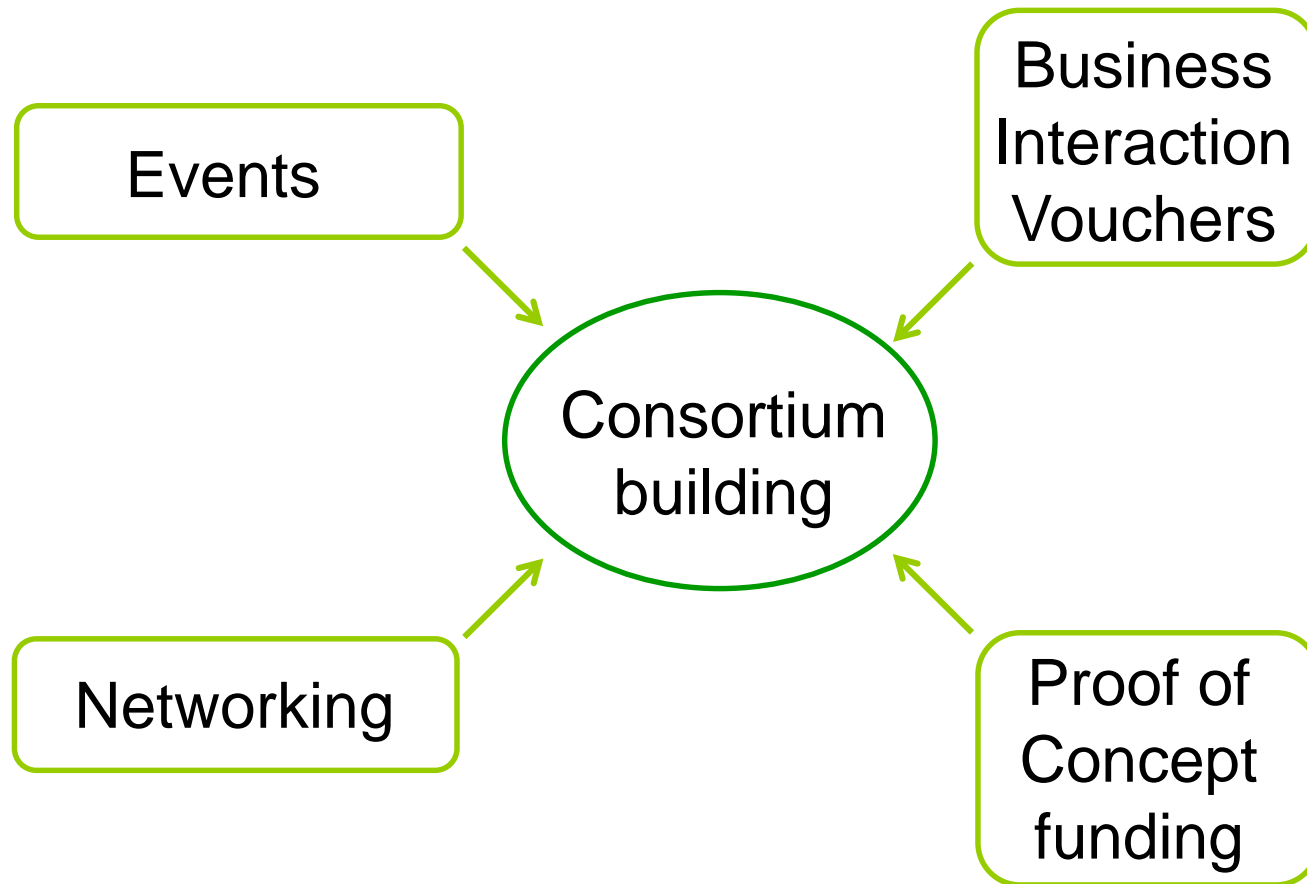 Events
Business
Interaction
Vouchers
Consortium
building
Networking
Proof of
Concept
funding